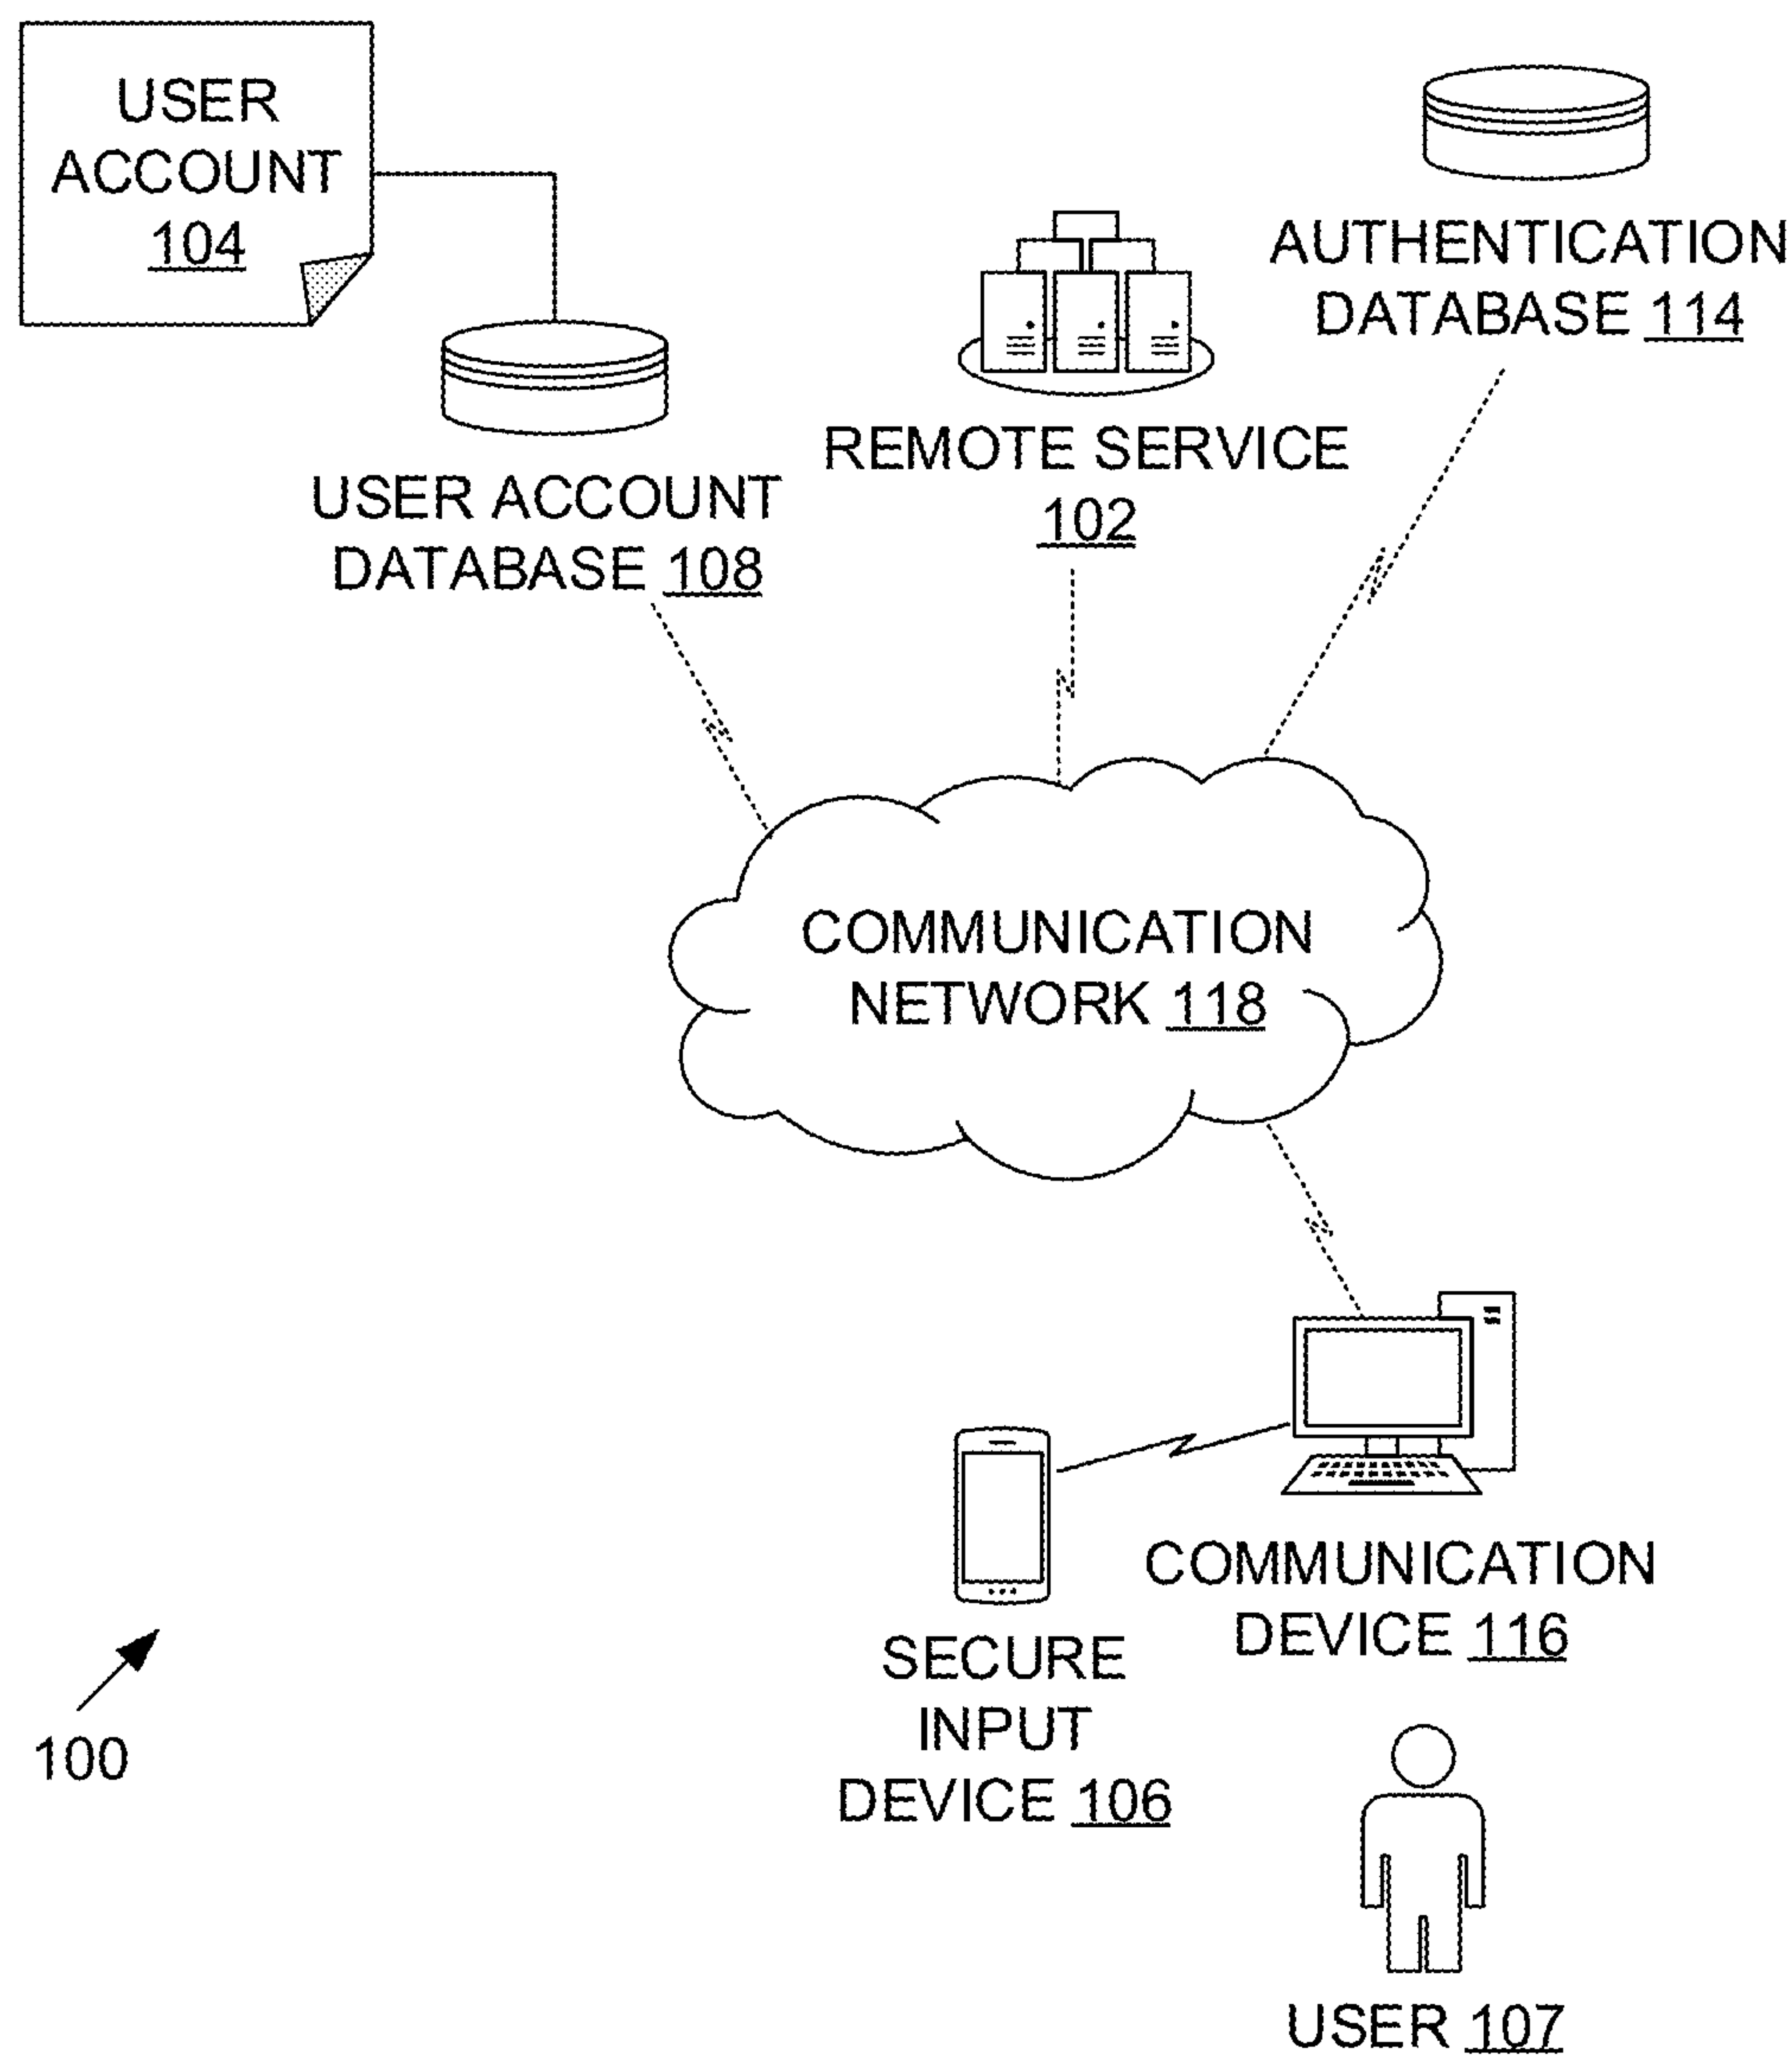 USER
ACCOUNT
104
AUTHENTICATION
DATABASE 114
REMOTE SERVICE
102
USER ACCOUNT
DATABASE 108
COMMUNICATION
NETWORK 118
COMMUNICATION
DEVICE 116
SECURE
INPUT
DEVICE 106
100
USER 107